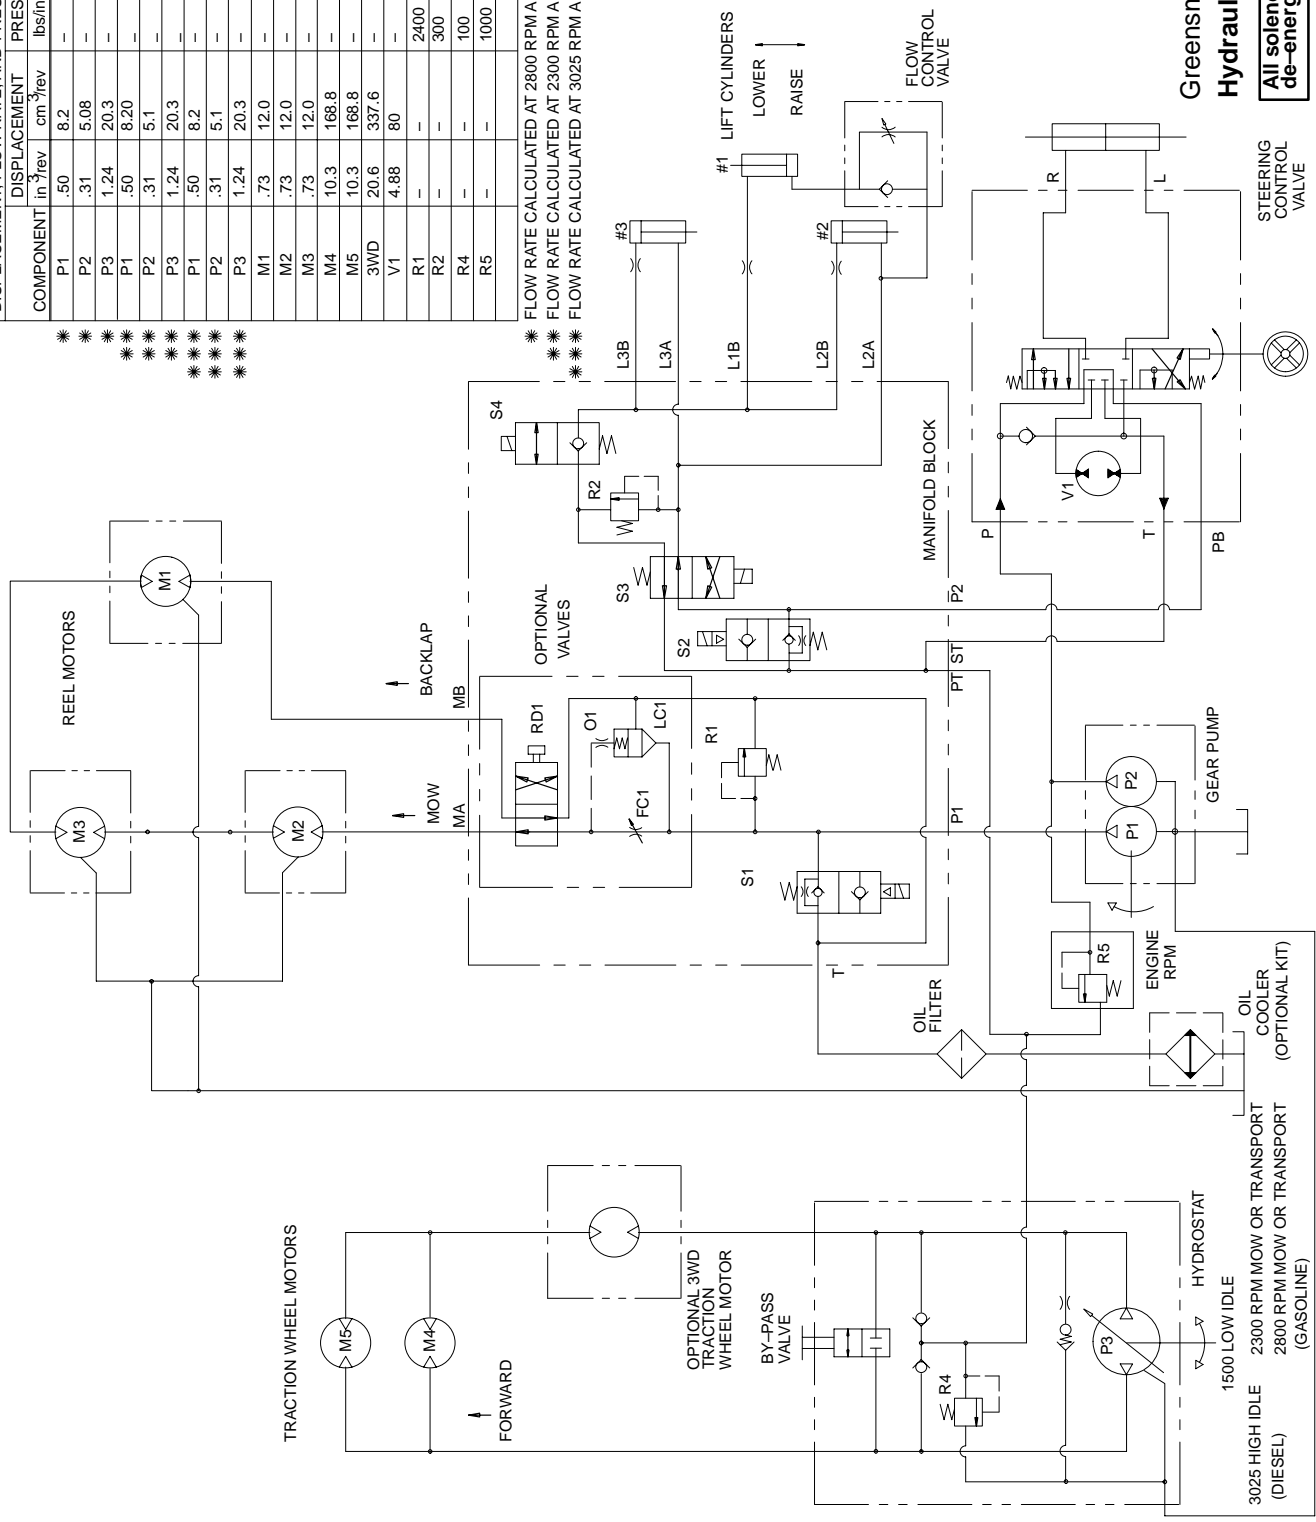 DISPLACEMENT PRES
COMPONENT in³/rev cm³/rev lbs/in
* P1 .50 8.2 –
* P2 .31 5.08 –
* P3 1.24 20.3 –
** P1 .50 8.20 –
** P2 .31 5.1 –
** P3 1.24 20.3 –
*** P1 .50 8.2 –
*** P2 .31 5.1 –
*** P3 1.24 20.3 –
M1 .73 12.0 –
M2 .73 12.0 –
M3 .73 12.0 –
M4 10.3 168.8 –
M5 10.3 168.8 –
3WD 20.6 337.6 –
V1 4.88 80 –
R1 – – 2400
R2 – – 300
R4 – – 100
R5 – – 1000
* FLOW RATE CALCULATED AT 2800 RPM A
** FLOW RATE CALCULATED AT 2300 RPM A
*** FLOW RATE CALCULATED AT 3025 RPM A
TRACTION WHEEL MOTORS
M5
M4
FORWARD
OPTIONAL 3WD
TRACTION
WHEEL MOTOR
BY–PASS
VALVE
R4
P3
HYDROSTAT
1500 LOW IDLE
3025 HIGH IDLE
(DIESEL)
2300 RPM MOW OR TRANSPORT
2800 RPM MOW OR TRANSPORT
(GASOLINE)
REEL MOTORS
M3
M2
M1
MOW
MA
BACKLAP
MB
OPTIONAL
VALVES
RD1
O1
LC1
FC1
R1
S1
S2
S3
S4
R2
T
P1
PT
ST
P2
MANIFOLD BLOCK
OIL
FILTER
OIL
COOLER
(OPTIONAL KIT)
R5
ENGINE
RPM
P1
P2
GEAR PUMP
L3B
L3A
L1B
L2B
L2A
#3
#1
#2
LIFT CYLINDERS
LOWER
RAISE
FLOW
CONTROL
VALVE
P
T
PB
V1
R
L
STEERING
CONTROL
VALVE
Hydraul
All solen